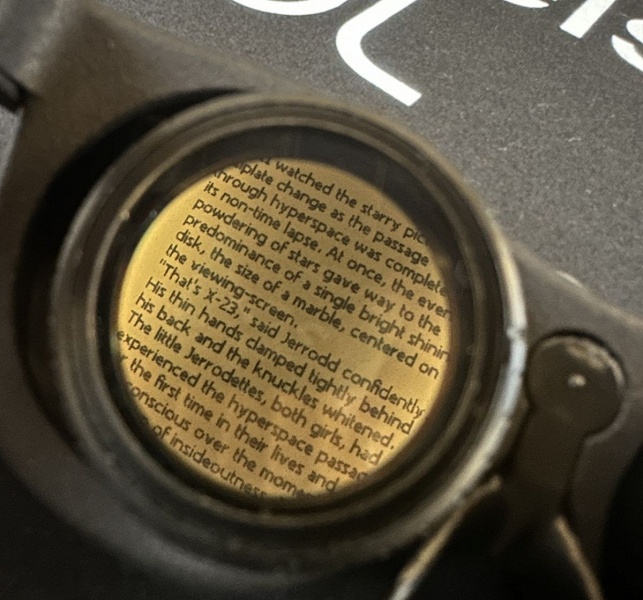 watched the starry
change as the passage
through hyperspace was complete
its non-time lapse. At once, the even
powdering of stars gave way to the
predominance of a single bright shinin
disk, the size of a marble, centered on
the viewing-screen.
"That's X-23," said Jerrodd confidently
His thin hands clamped tightly behind
his back and the knuckles whitened.
The little Jerrodettes, both girls, had
experienced the hyperspace passag
the first time in their lives and
conscious over the mome
of insideoutness